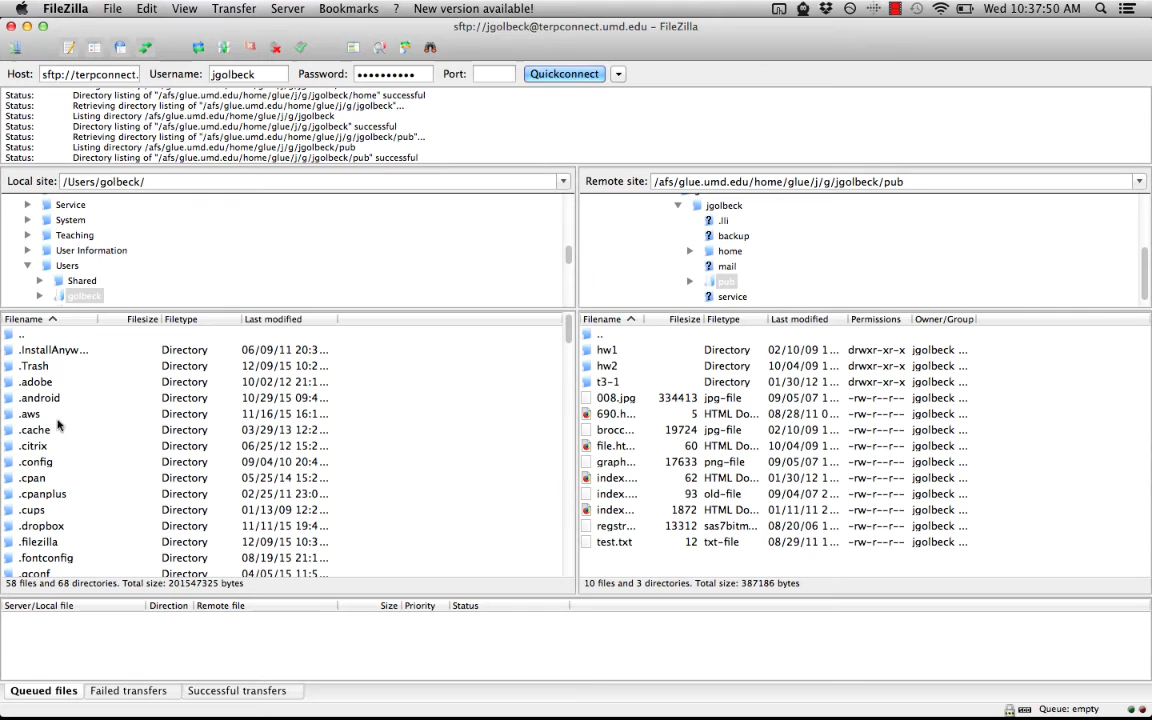 FileZilla File Edit View Transfer Server Bookmarks ? New version available! Wed 10:37:50 AM
sftp://jgolbeck@terpconnect.umd.edu – FileZilla
Host: sftp://terpconnect. Username: jgolbeck Password: •••••••••• Port: Quickconnect
Status: Directory listing of "/afs/glue.umd.edu/home/glue/j/g/jgolbeck/home" successful
Status: Retrieving directory listing of "/afs/glue.umd.edu/home/glue/j/g/jgolbeck"...
Status: Listing directory /afs/glue.umd.edu/home/glue/j/g/jgolbeck
Status: Directory listing of "/afs/glue.umd.edu/home/glue/j/g/jgolbeck" successful
Status: Retrieving directory listing of "/afs/glue.umd.edu/home/glue/j/g/jgolbeck/pub"...
Status: Listing directory /afs/glue.umd.edu/home/glue/j/g/jgolbeck/pub
Status: Directory listing of "/afs/glue.umd.edu/home/glue/j/g/jgolbeck/pub" successful
Local site: /Users/golbeck/
Service
System
Teaching
User Information
Users
Shared
golbeck
Filename Filesize Filetype Last modified
..
.InstallAnyw... Directory 06/09/11 20:3...
.Trash Directory 12/09/15 10:2...
.adobe Directory 10/02/12 21:1...
.android Directory 10/29/15 09:4...
.aws Directory 11/16/15 16:1...
.cache Directory 03/29/13 12:2...
.citrix Directory 06/25/12 15:2...
.config Directory 09/04/10 20:4...
.cpan Directory 05/25/14 15:2...
.cpanplus Directory 02/25/11 23:0...
.cups Directory 01/13/09 12:2...
.dropbox Directory 11/11/15 19:4...
.filezilla Directory 12/09/15 10:3...
.fontconfig Directory 08/19/15 21:1...
.gconf Directory 04/05/15 11:5...
58 files and 68 directories. Total size: 201547325 bytes
Remote site: /afs/glue.umd.edu/home/glue/j/g/jgolbeck/pub
jgolbeck
.lli
backup
home
mail
pub
service
Filename Filesize Filetype Last modified Permissions Owner/Group
..
hw1 Directory 02/10/09 1... drwxr-xr-x jgolbeck ...
hw2 Directory 10/04/09 1... drwxr-xr-x jgolbeck ...
t3-1 Directory 01/30/12 1... drwxr-xr-x jgolbeck ...
008.jpg 334413 jpg-file 09/05/07 1... -rw-r--r-- jgolbeck ...
690.h... 5 HTML Do... 08/28/11 0... -rw-r--r-- jgolbeck ...
brocc... 19724 jpg-file 02/10/09 1... -rw-r--r-- jgolbeck ...
file.ht... 60 HTML Do... 10/04/09 1... -rw-r--r-- jgolbeck ...
graph... 17633 png-file 09/05/07 1... -rw-r--r-- jgolbeck ...
index.... 62 HTML Do... 01/30/12 1... -rw-r--r-- jgolbeck ...
index.... 93 old-file 09/04/07 2... -rw-r--r-- jgolbeck ...
index... 1872 HTML Do... 01/11/11 2... -rw-r--r-- jgolbeck ...
regstr... 13312 sas7bitm... 08/20/06 1... -rw-r--r-- jgolbeck ...
test.txt 12 txt-file 08/29/11 1... -rw-r--r-- jgolbeck ...
10 files and 3 directories. Total size: 387186 bytes
Server/Local file Direction Remote file Size Priority Status
Queued files Failed transfers Successful transfers
Queue: empty